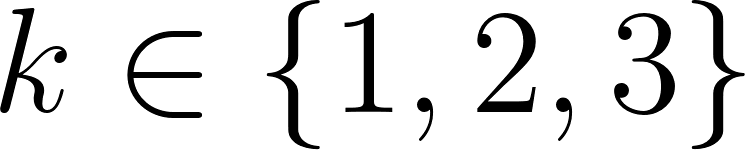 k ∈ {1, 2, 3}